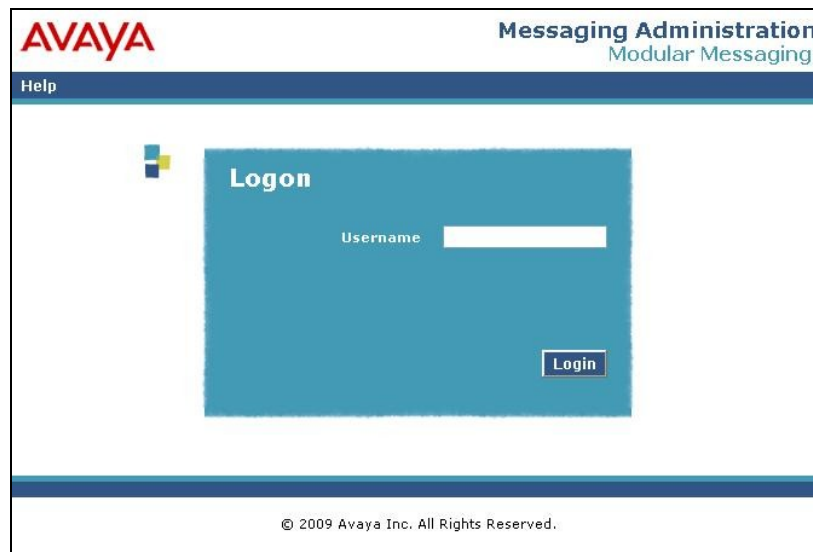 AVAYA
Messaging Administration
Modular Messaging
Help
Logon
Username
Login
© 2009 Avaya Inc. All Rights Reserved.